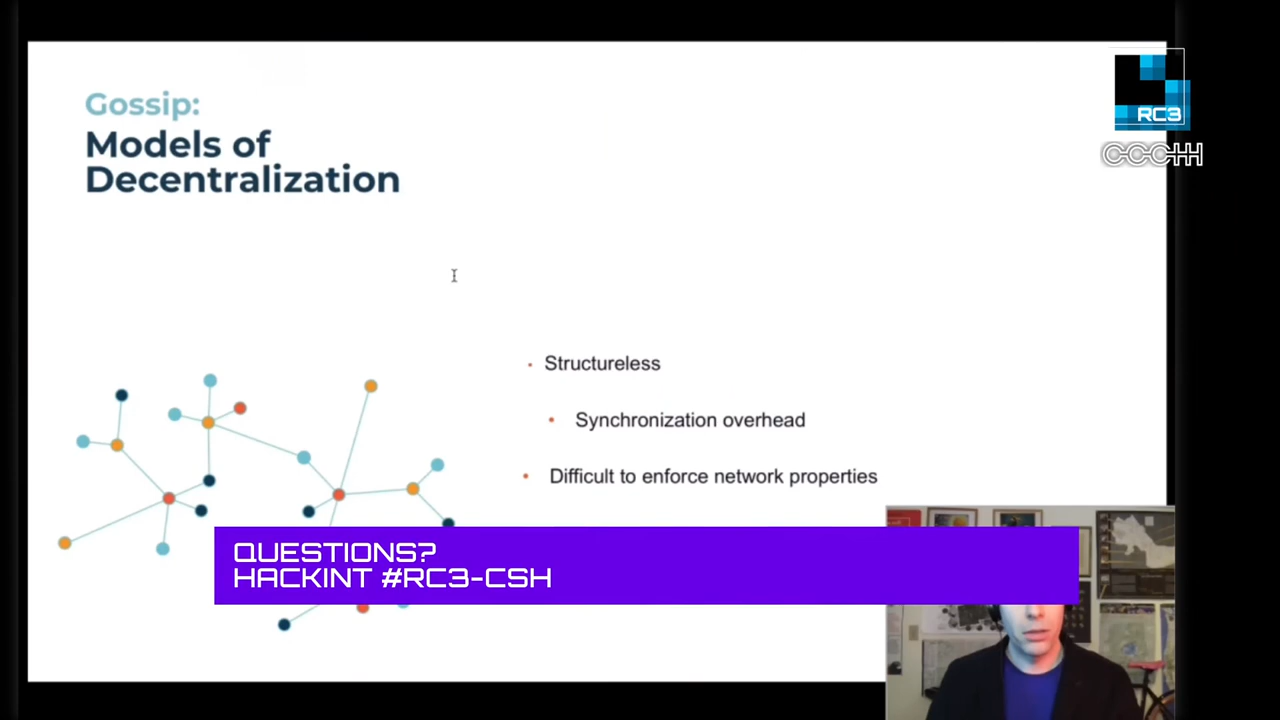 Gossip:
Models of
Decentralization
RC3
CCCHH
Structureless
Synchronization overhead
Difficult to enforce network properties
QUESTIONS?
HACKINT #RC3-CSH